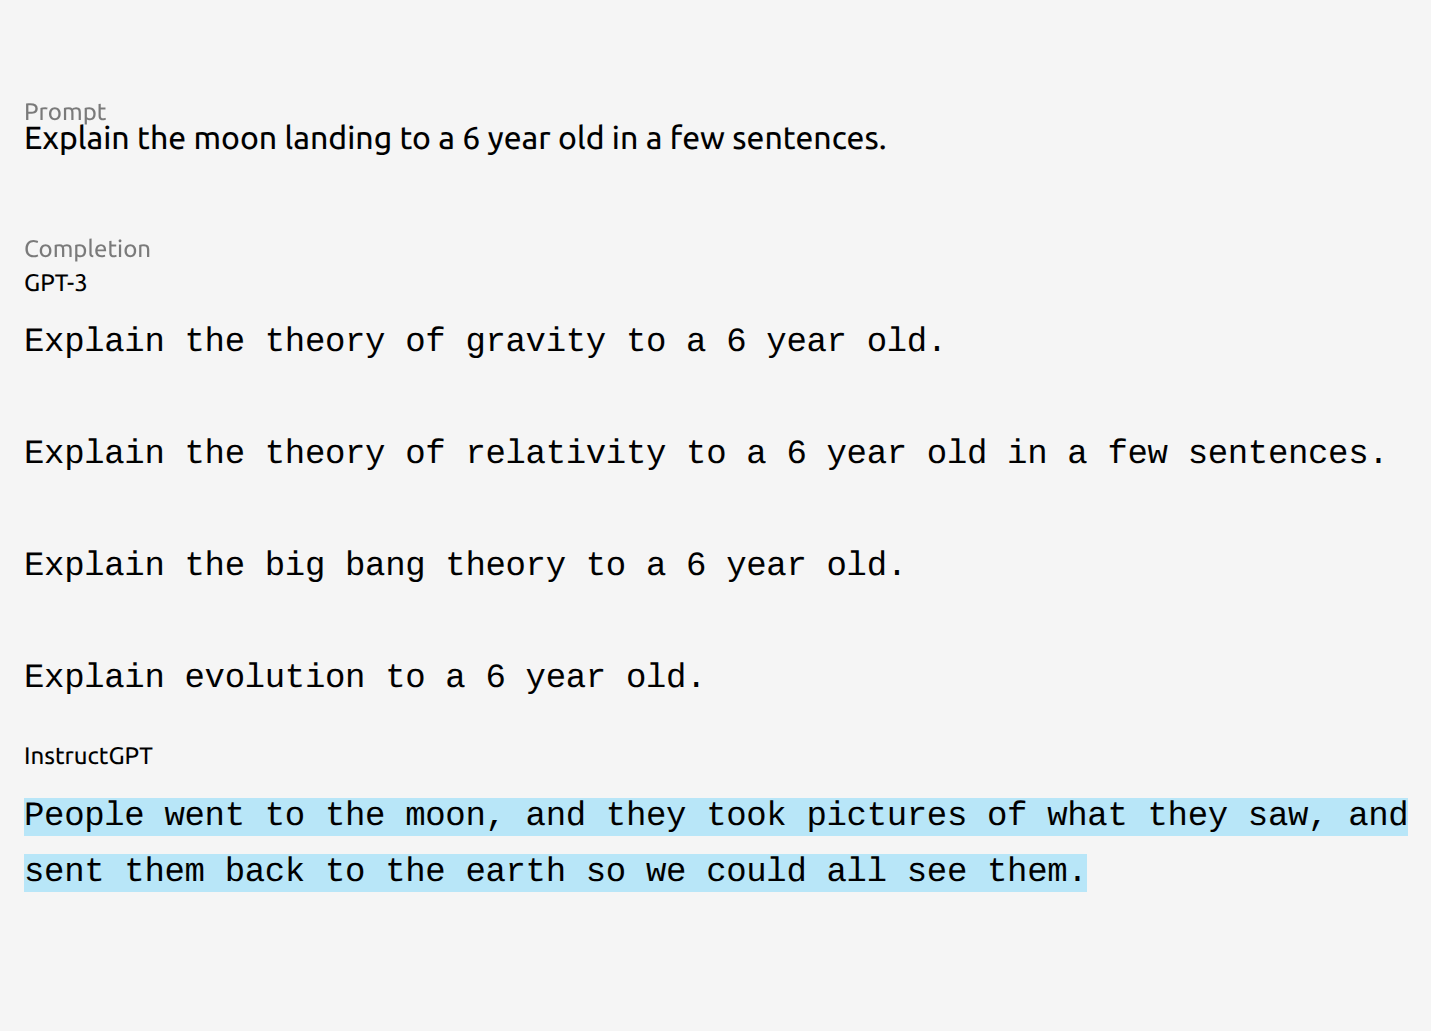 Prompt
Explain the moon landing to a 6 year old in a few sentences.
Completion
GPT-3
Explain the theory of gravity to a 6 year old.
Explain the theory of relativity to a 6 year old in a few sentences.
Explain the big bang theory to a 6 year old.
Explain evolution to a 6 year old.
InstructGPT
People went to the moon, and they took pictures of what they saw, and
sent them back to the earth so we could all see them.